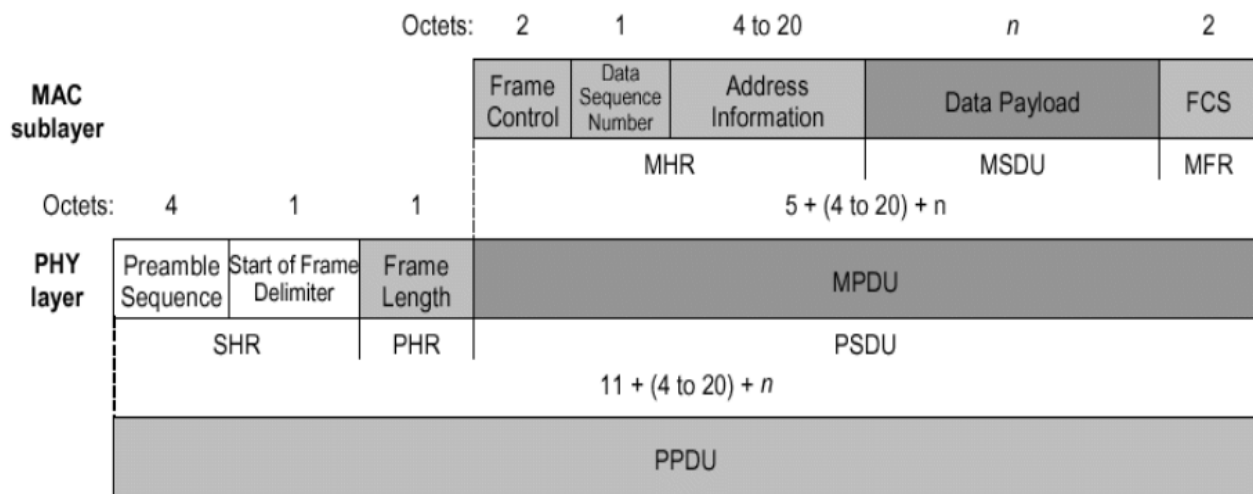 Octets: 2 1 4 to 20 n 2
MAC
sublayer
Frame
Control
Data
Sequence
Number
Address
Information
Data Payload
FCS
MHR MSDU MFR
Octets: 4 1 1 5 + (4 to 20) + n
PHY
layer
Preamble
Sequence
Start of Frame
Delimiter
Frame
Length
MPDU
SHR PHR PSDU
11 + (4 to 20) + n
PPDU